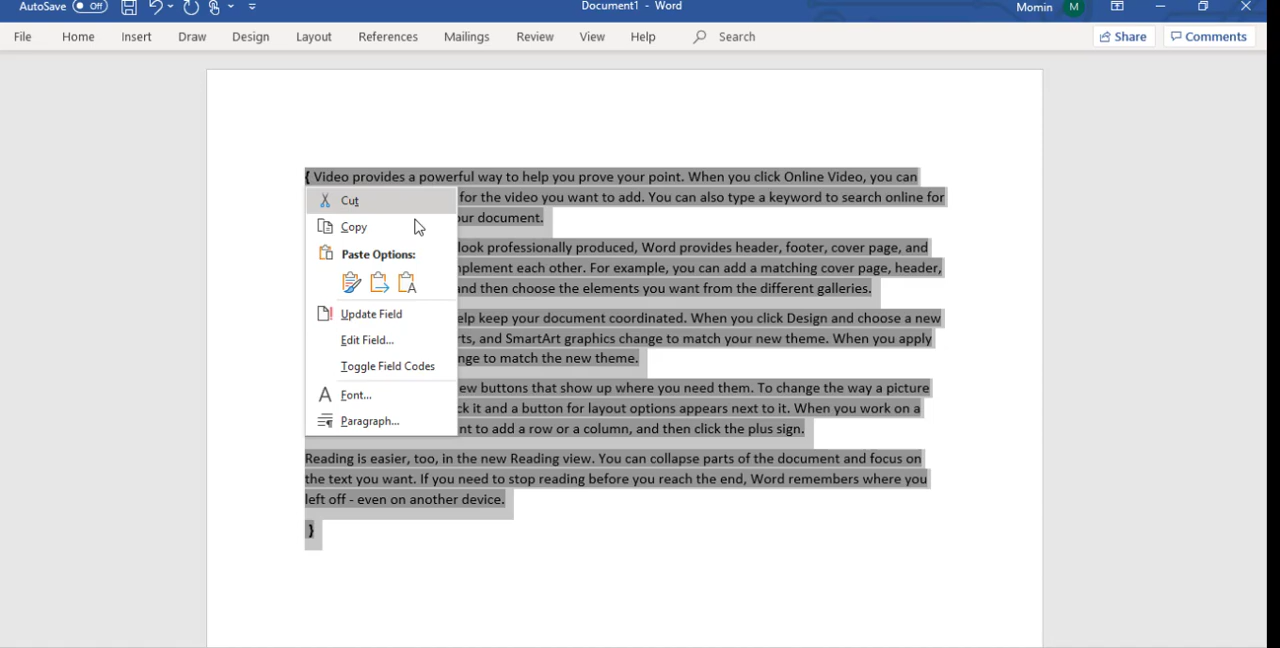 AutoSave Off Document1 - Word Momin M
File Home Insert Draw Design Layout References Mailings Review View Help Search Share Comments
{ Video provides a powerful way to help you prove your point. When you click Online Video, you can
for the video you want to add. You can also type a keyword to search online for
our document.
look professionally produced, Word provides header, footer, cover page, and
mplement each other. For example, you can add a matching cover page, header,
and then choose the elements you want from the different galleries.
elp keep your document coordinated. When you click Design and choose a new
rts, and SmartArt graphics change to match your new theme. When you apply
nge to match the new theme.
ew buttons that show up where you need them. To change the way a picture
ck it and a button for layout options appears next to it. When you work on a
nt to add a row or a column, and then click the plus sign.
Reading is easier, too, in the new Reading view. You can collapse parts of the document and focus on
the text you want. If you need to stop reading before you reach the end, Word remembers where you
left off - even on another device.
}
Cut
Copy
Paste Options:
Update Field
Edit Field...
Toggle Field Codes
Font...
Paragraph...